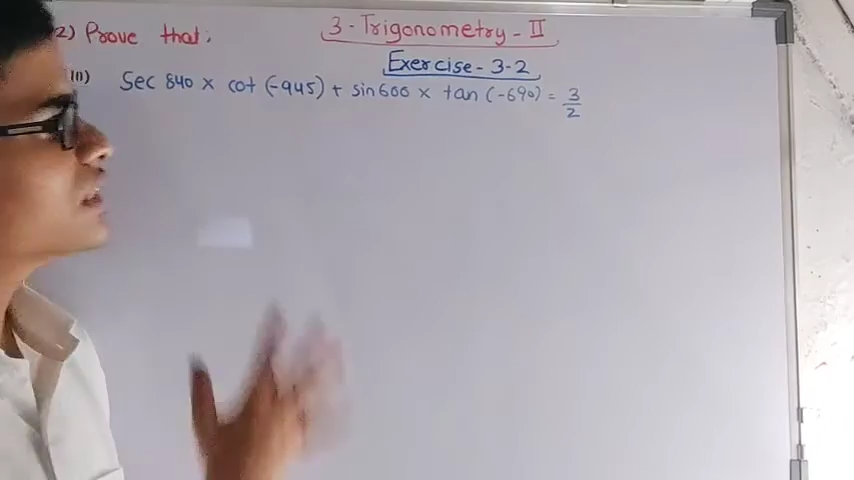 3-Trigonometry-II
Exercise-3-2
2) Prove that:
Sec 840 x cot (-945) + sin 600 x tan (-690) = 3/2